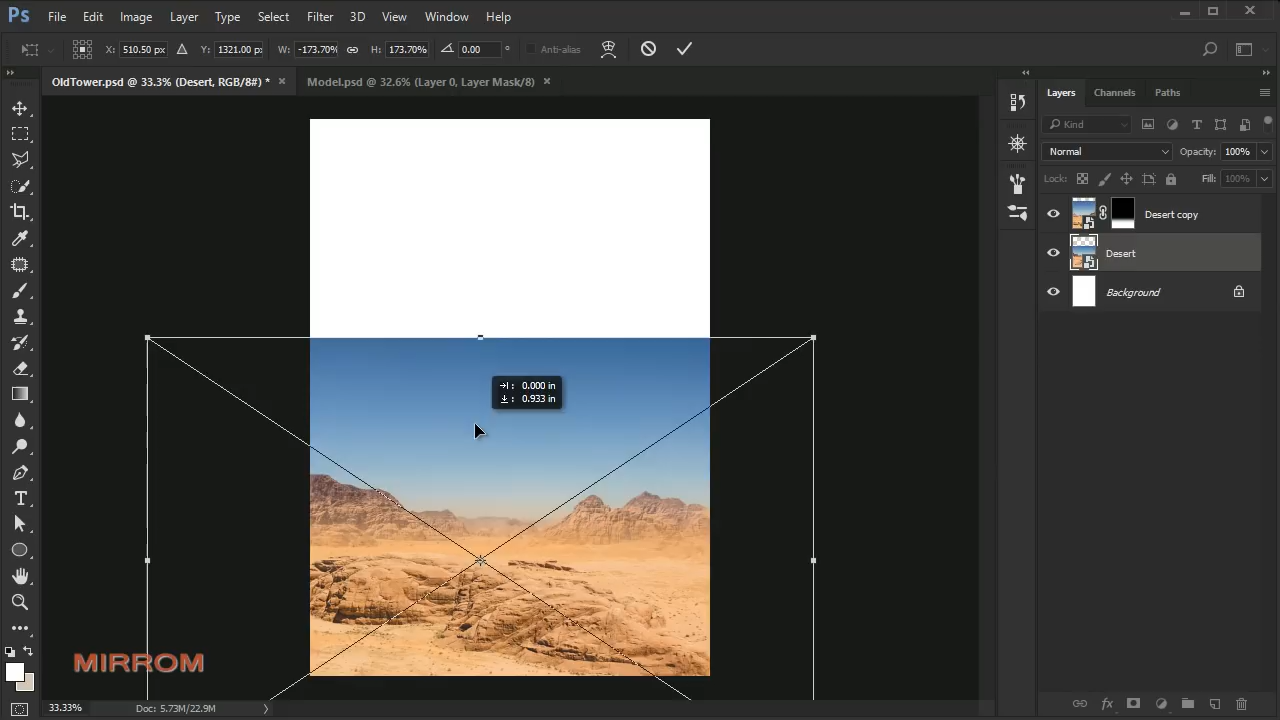 Ps File Edit Image Layer Type Select Filter 3D View Window Help
X: 510.50 px Y: 1321.00 px W: -173.70% H: 173.70% 0.00 ° Anti-alias
OldTower.psd @ 33.3% (Desert, RGB/8#) * × Model.psd @ 32.6% (Layer 0, Layer Mask/8) ×
Layers Channels Paths
Kind
Normal Opacity: 100%
Lock: Fill: 100%
Desert copy
Desert
Background
: 0.000 in
: 0.933 in
MIRROM
33.33% Doc: 5.73M/22.9M